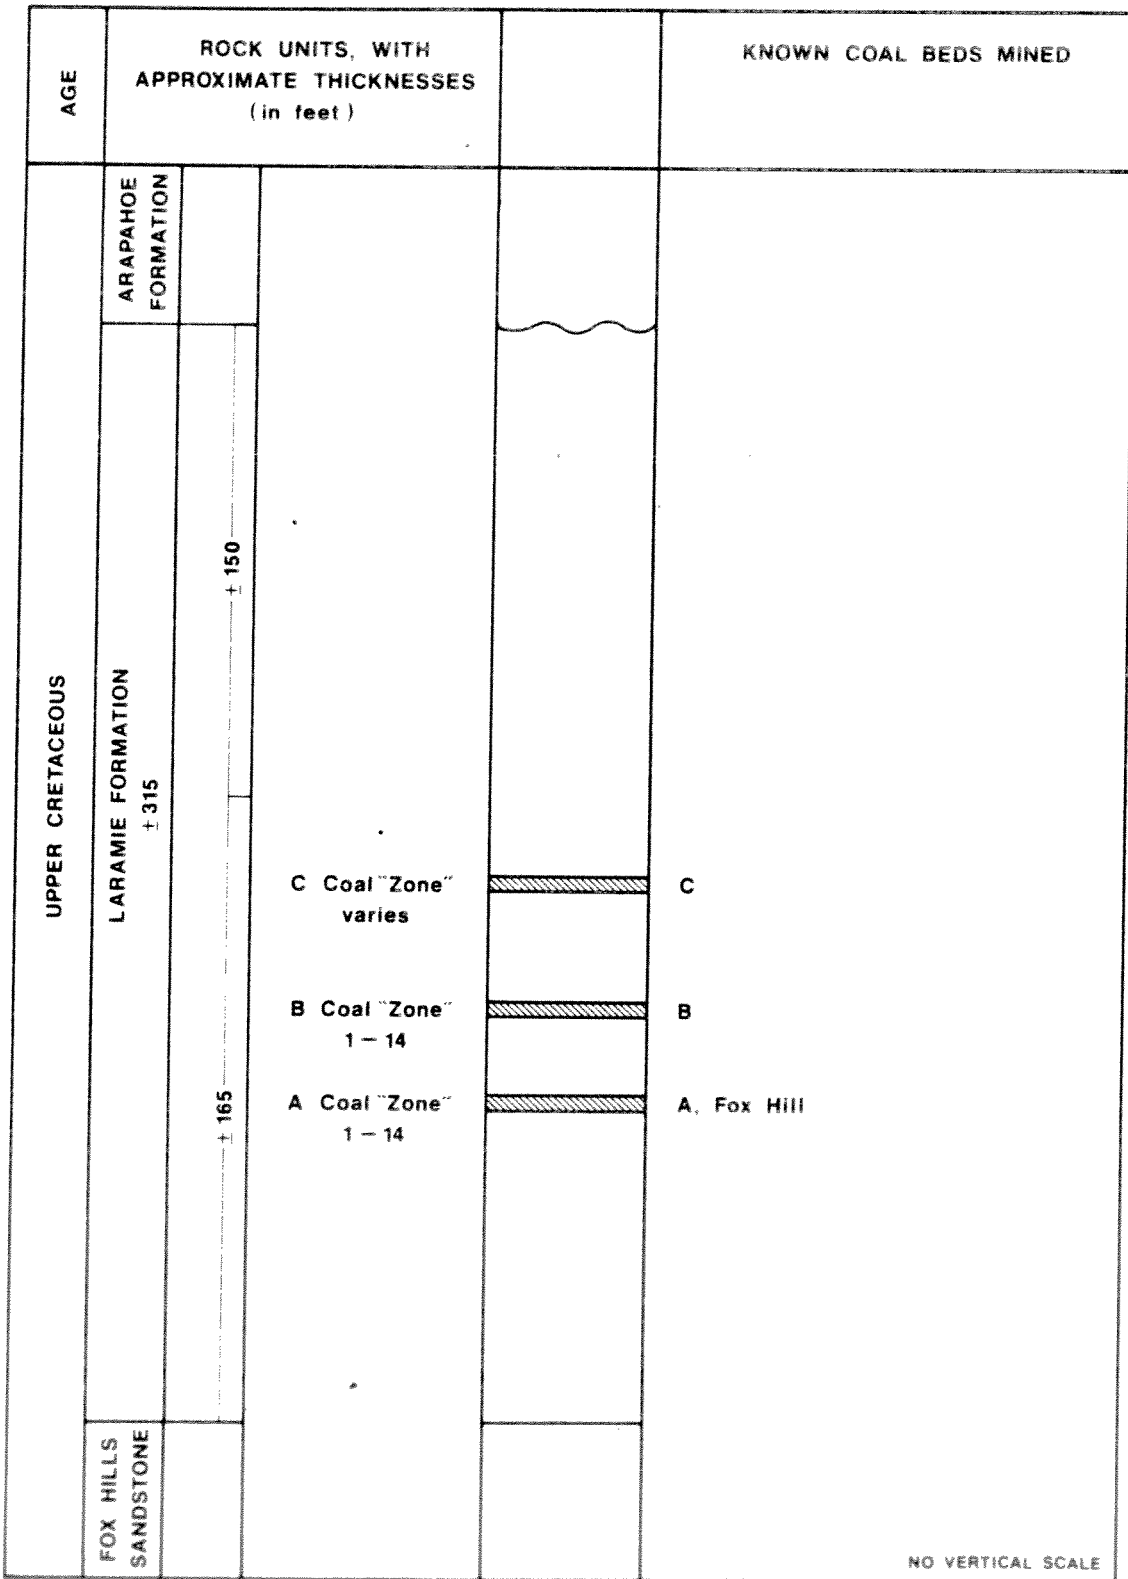 AGE
ROCK UNITS, WITH
APPROXIMATE THICKNESSES
(in feet)
KNOWN COAL BEDS MINED
UPPER CRETACEOUS
ARAPAHOE
FORMATION
LARAMIE FORMATION
±315
±150
±165
C Coal "Zone"
varies
C
B Coal "Zone"
1 — 14
B
A Coal "Zone"
1 — 14
A, Fox Hill
FOX HILLS
SANDSTONE
NO VERTICAL SCALE